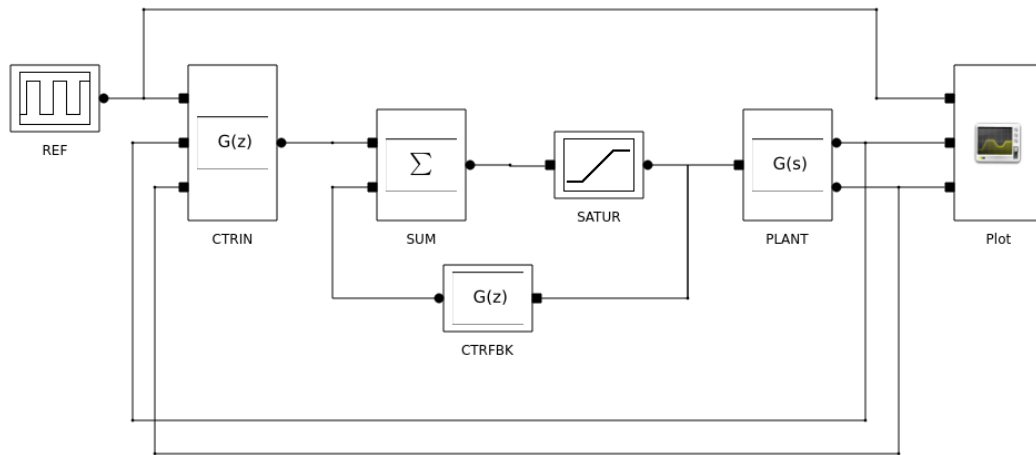 REF
G(z)
CTRIN
Σ
SUM
SATUR
G(s)
PLANT
Plot
G(z)
CTRFBK